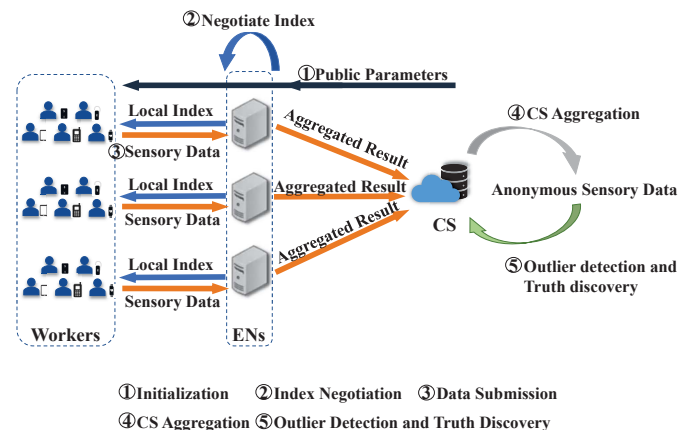 ②Negotiate Index
①Public Parameters
Local Index
③Sensory Data
Aggregated Result
④CS Aggregation
Local Index
Sensory Data
Aggregated Result
Anonymous Sensory Data
CS
Aggregated Result
Local Index
Sensory Data
⑤Outlier detection and
Truth discovery
Workers
ENs
①Initialization ②Index Negotiation ③Data Submission
④CS Aggregation ⑤Outlier Detection and Truth Discovery